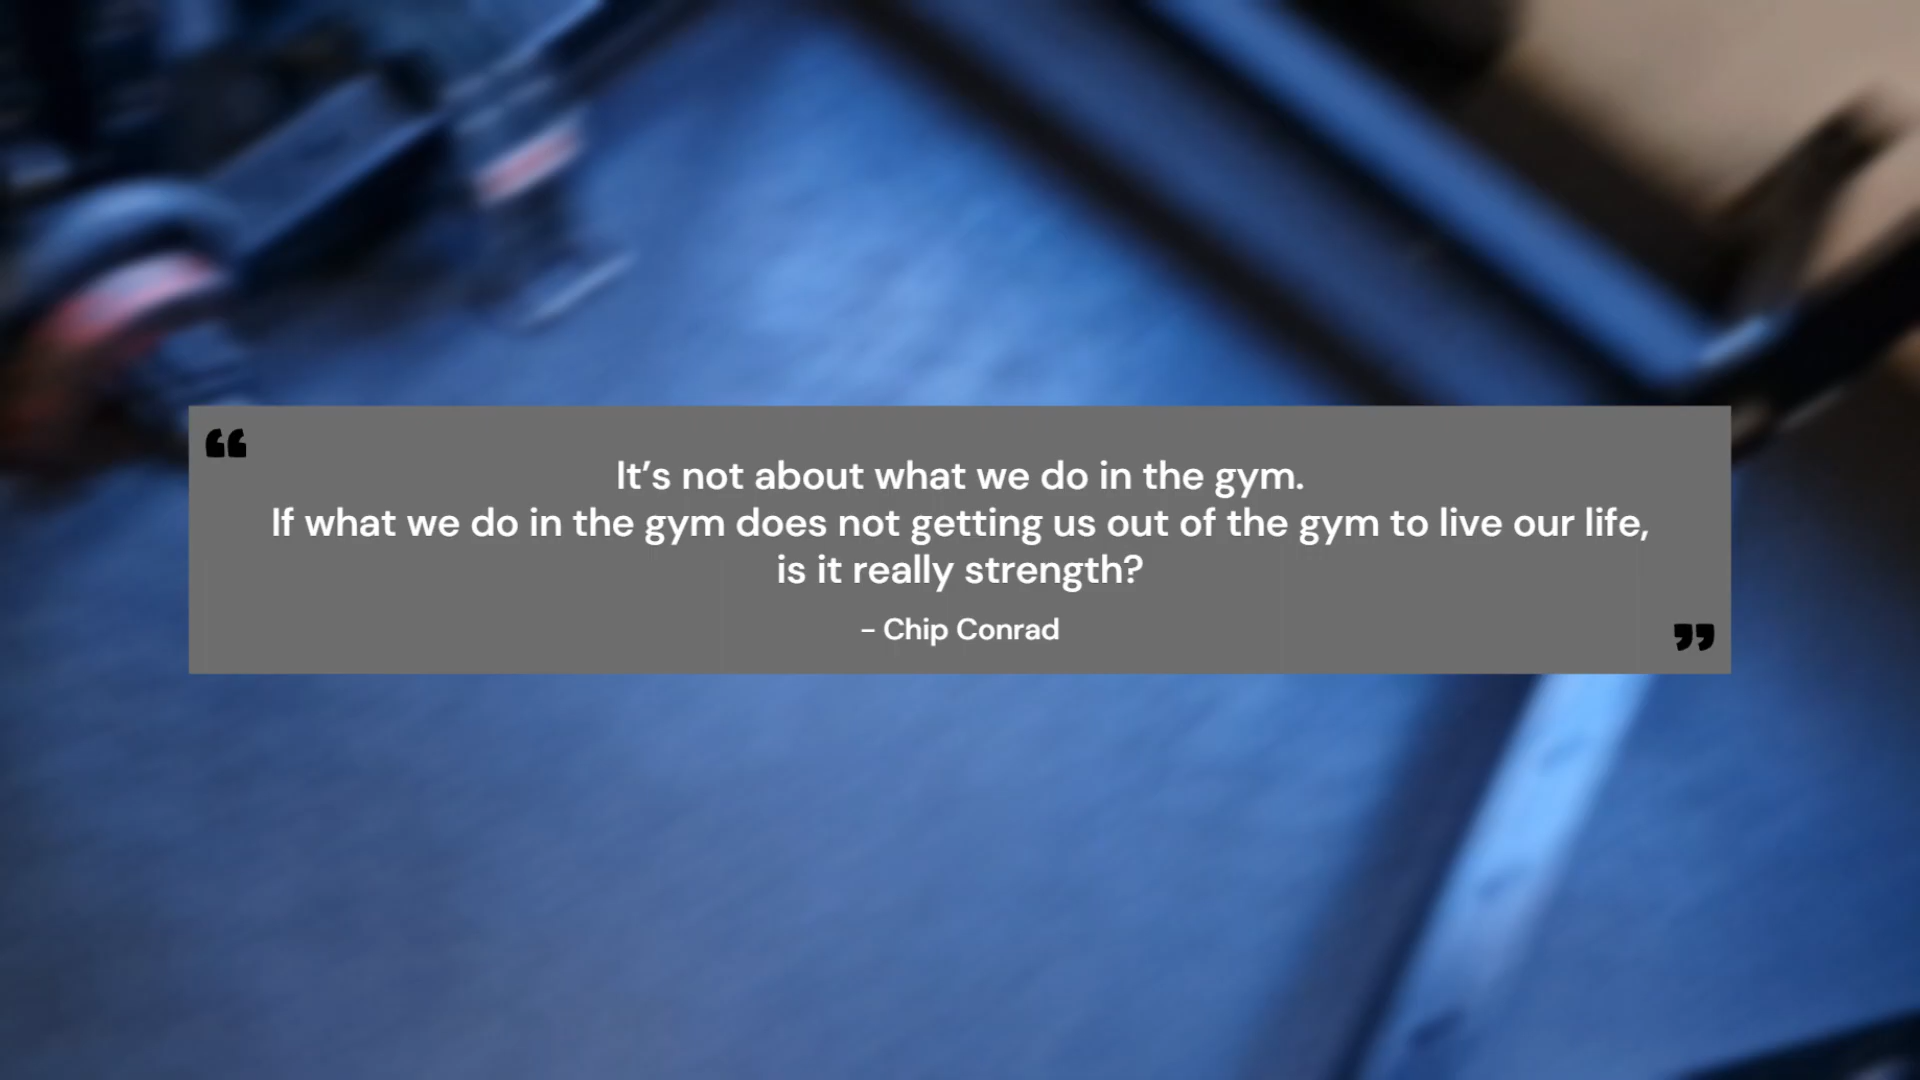 “
It’s not about what we do in the gym.
If what we do in the gym does not getting us out of the gym to live our life,
is it really strength?
– Chip Conrad
”